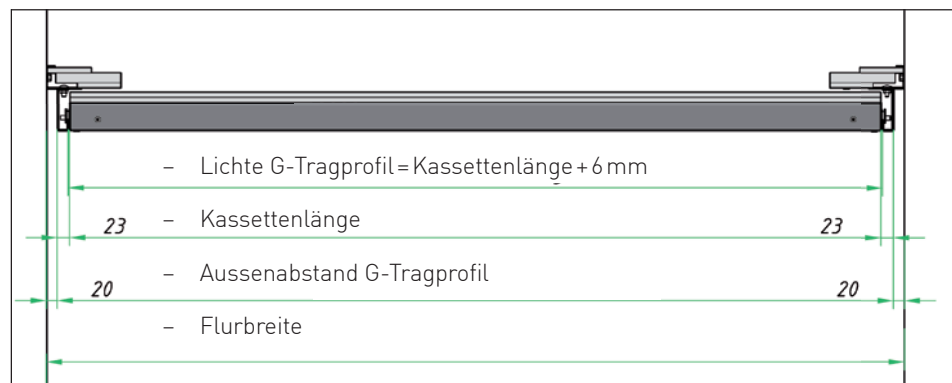 – Lichte G-Tragprofil=Kassettenlänge+6 mm
23 – Kassettenlänge 23
– Aussenabstand G-Tragprofil
20 20
– Flurbreite